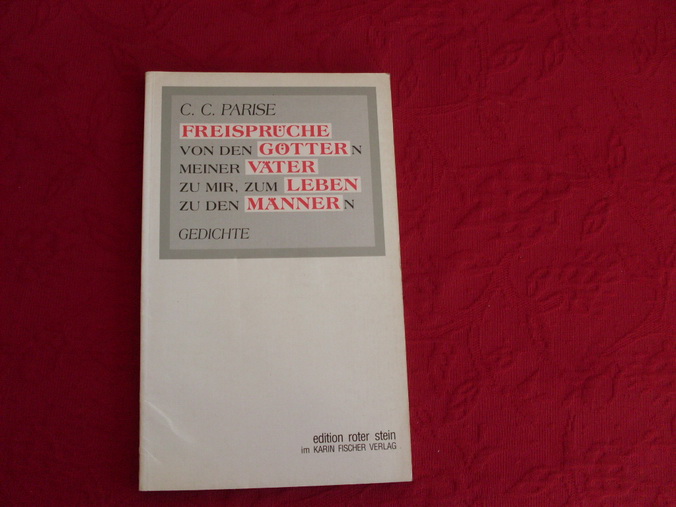 C. C. PARISE
FREISPRÜCHE
VON DEN GÖTTERN
MEINER VÄTER
ZU MIR, ZUM LEBEN
ZU DEN MÄNNERN
GEDICHTE
edition roter stein
im KARIN FISCHER VERLAG